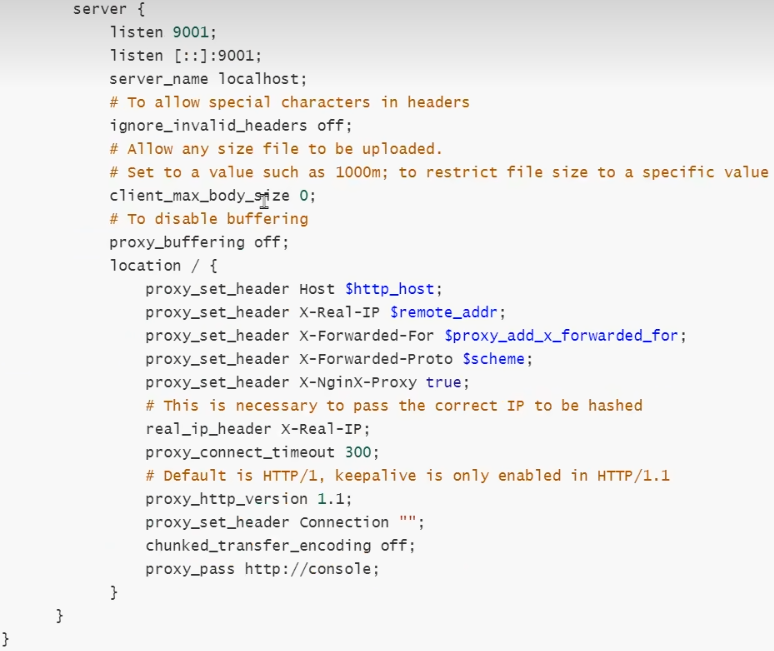 server {
listen 9001;
listen [::]:9001;
server_name localhost;
# To allow special characters in headers
ignore_invalid_headers off;
# Allow any size file to be uploaded.
# Set to a value such as 1000m; to restrict file size to a specific value
client_max_body_size 0;
# To disable buffering
proxy_buffering off;
location / {
proxy_set_header Host $http_host;
proxy_set_header X-Real-IP $remote_addr;
proxy_set_header X-Forwarded-For $proxy_add_x_forwarded_for;
proxy_set_header X-Forwarded-Proto $scheme;
proxy_set_header X-NginX-Proxy true;
# This is necessary to pass the correct IP to be hashed
real_ip_header X-Real-IP;
proxy_connect_timeout 300;
# Default is HTTP/1, keepalive is only enabled in HTTP/1.1
proxy_http_version 1.1;
proxy_set_header Connection "";
chunked_transfer_encoding off;
proxy_pass http://console;
}
}
}